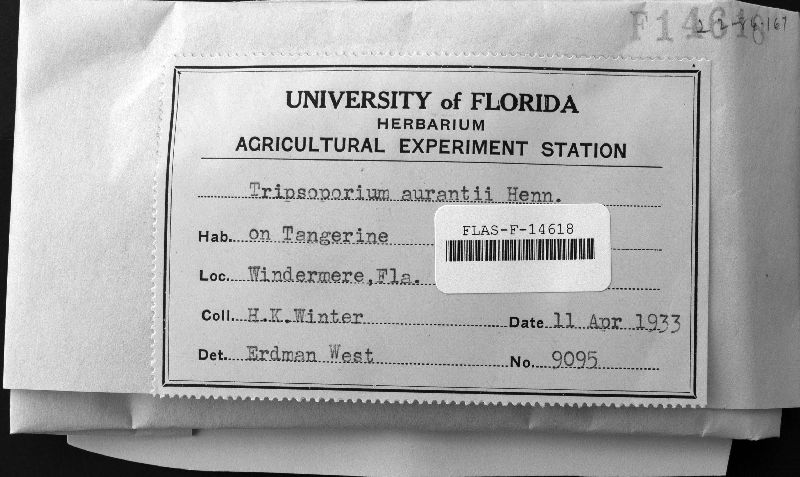 F14618
UNIVERSITY of FLORIDA
HERBARIUM
AGRICULTURAL EXPERIMENT STATION
Tripsoporium aurantii Henn.
Hab. on Tangerine
FLAS-F-14618
Loc. Windermere, Fla.
Coll. H.K.Winter Date 11 Apr 1933
Det. Erdman West No. 9095